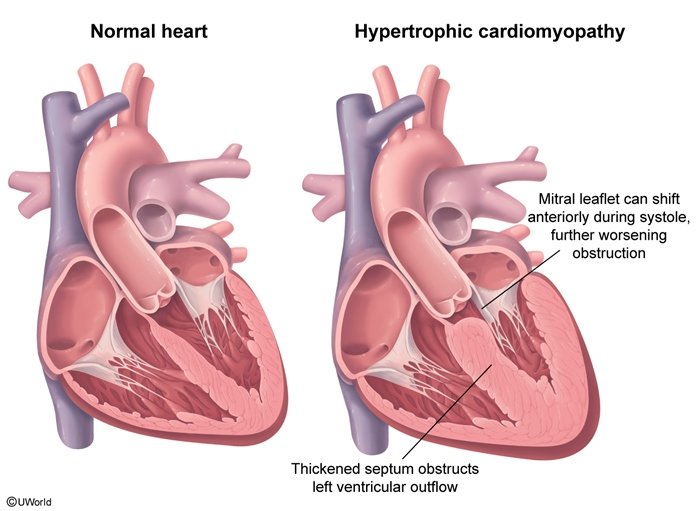 Normal heart
Hypertrophic cardiomyopathy
Mitral leaflet can shift
anteriorly during systole,
further worsening
obstruction
Thickened septum obstructs
left ventricular outflow
©UWorld